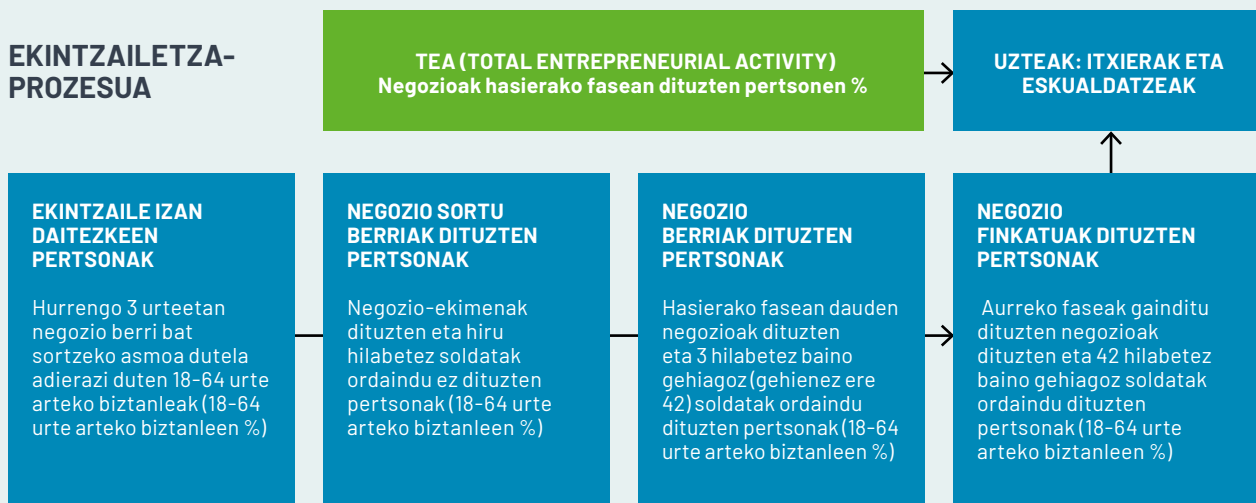 EKINTZAILETZA-
PROZESUA
TEA (TOTAL ENTREPRENEURIAL ACTIVITY)
Negozioak hasierako fasean dituzten pertsonen %
UZTEAK: ITXIERAK ETA
ESKUALDATZEAK
EKINTZAILE IZAN
DAITEZKEEN
PERTSONAK
Hurrengo 3 urteetan
negozio berri bat
sortzeko asmoa dutela
adierazi duten 18-64 urte
arteko biztanleak (18-64
urte arteko biztanleen %)
NEGOZIO SORTU
BERRIAK DITUZTEN
PERTSONAK
Negozio-ekimenak
dituzten eta hiru
hilabetez soldatak
ordaindu ez dituzten
pertsonak (18-64 urte
arteko biztanleen %)
NEGOZIO
BERRIAK DITUZTEN
PERTSONAK
Hasierako fasean dauden
negozioak dituzten
eta 3 hilabetez baino
gehiagoz (gehienez ere
42) soldatak ordaindu
dituzten pertsonak (18-64
urte arteko biztanleen %)
NEGOZIO
FINKATUAK DITUZTEN
PERTSONAK
Aurreko faseak gainditu
dituzten negozioak
dituzten eta 42 hilabetez
baino gehiagoz soldatak
ordaindu dituzten
pertsonak (18-64 urte
arteko biztanleen %)